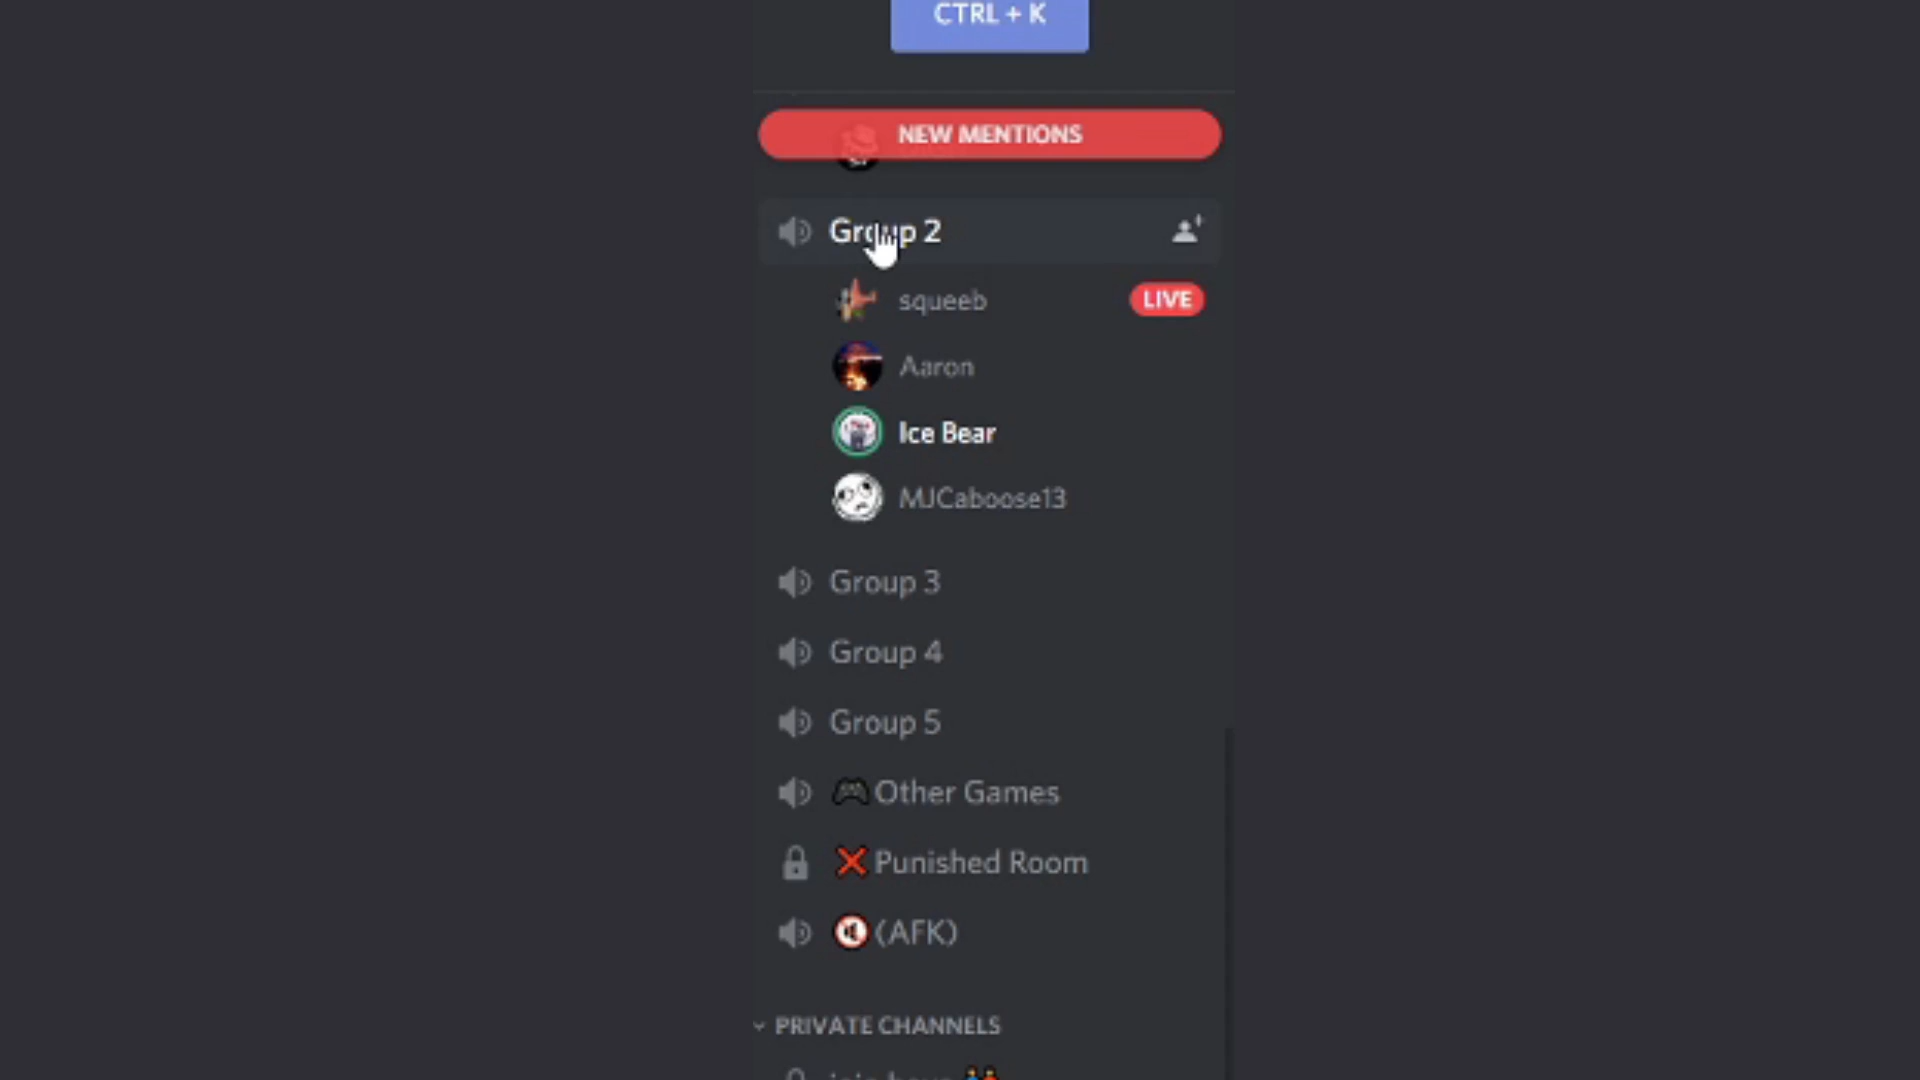 CTRL + K
NEW MENTIONS
Group 2
squeeb
LIVE
Aaron
Ice Bear
MJCaboose13
Group 3
Group 4
Group 5
Other Games
Punished Room
(AFK)
PRIVATE CHANNELS